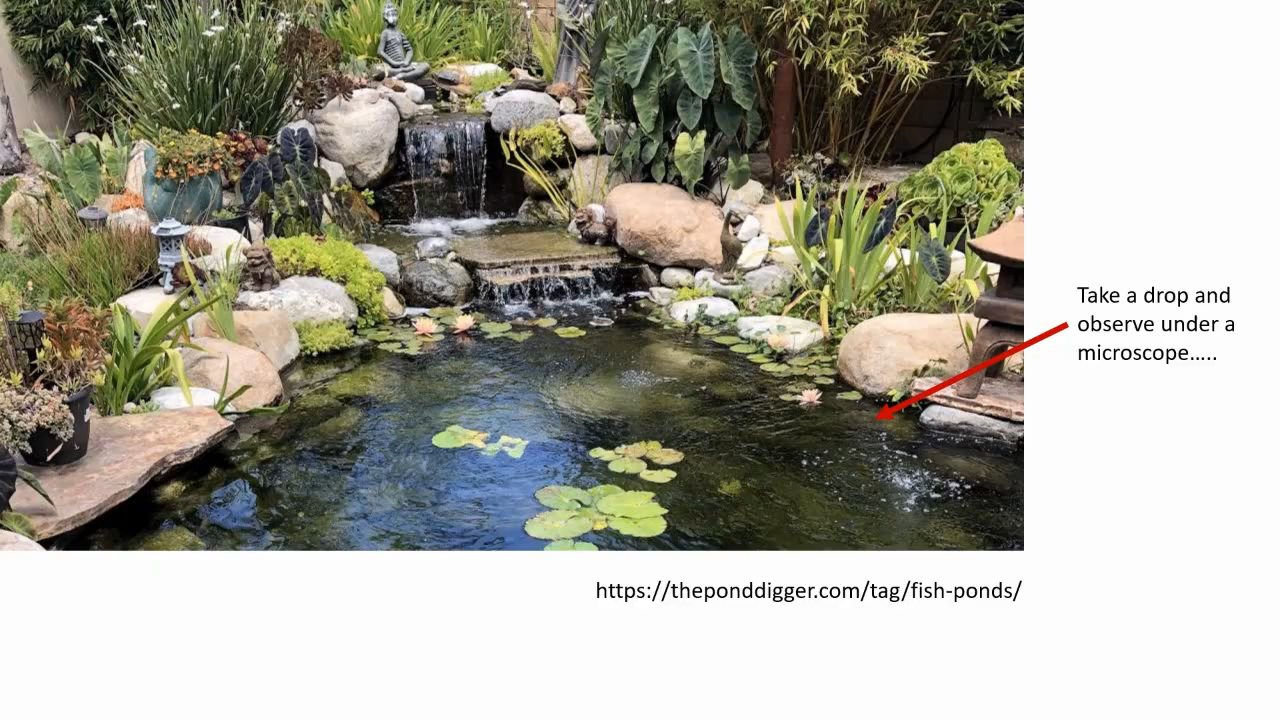 Take a drop and
observe under a
microscope.....
https://theponddigger.com/tag/fish-ponds/